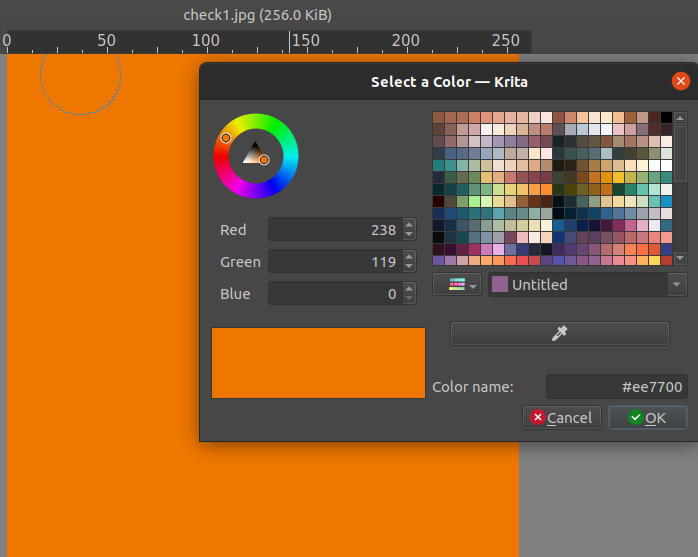 check1.jpg (256.0 KiB)
0 50 100 150 200 250
Select a Color — Krita
Red 238
Green 119
Blue 0
Untitled
Color name: #ee7700
Cancel OK